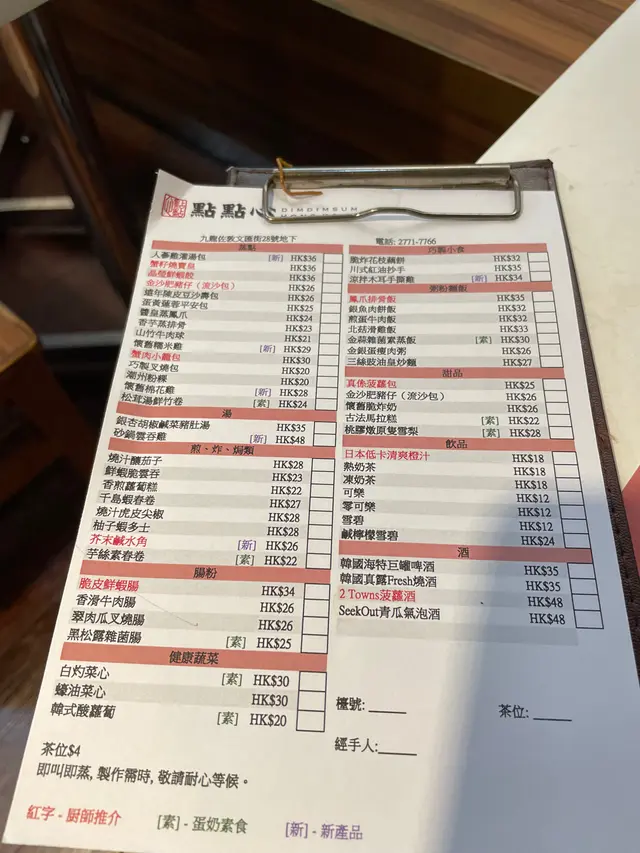 點點心
DIMDIMSUM
九龍佐敦文匯街28號地下
電話: 2771-7766
蒸點
人蔘雞灌湯包 [新] HK$36
蟹籽燒賣皇 HK$36
晶瑩鮮蝦餃 HK$36
金沙肥豬仔（流沙包） HK$26
遠年陳皮豆沙壽包 HK$26
蛋黃蓮蓉平安包 HK$25
醬皇蒸鳳爪 HK$24
香芋蒸排骨 HK$23
山竹牛肉球 HK$21
懷舊糯米雞 [新] HK$29
蟹肉小籠包 HK$30
巧製叉燒包 HK$20
潮州粉粿 HK$20
懷舊棉花雞 [新] HK$28
松茸湯鮮竹卷 [素] HK$24
湯
銀杏胡椒鹹菜豬肚湯 HK$35
砂鍋雲吞雞 [新] HK$48
煎、炸、焗類
燒汁釀茄子 HK$28
鮮蝦脆雲吞 HK$23
香煎蘿蔔糕 HK$22
千島蝦春卷 HK$27
燒汁虎皮尖椒 HK$28
柚子蝦多士 HK$28
芥末鹹水角 [新] HK$26
芋絲素春卷 [素] HK$22
腸粉
脆皮鮮蝦腸 HK$34
香滑牛肉腸 HK$26
翠肉瓜叉燒腸 HK$26
黑松露雜菌腸 [素] HK$25
健康蔬菜
白灼菜心 [素] HK$30
蠔油菜心 HK$30
韓式酸蘿蔔 [素] HK$20
巧製小食
脆炸花枝藕餅 HK$32
川式紅油抄手 HK$35
涼拌木耳手撕雞 [新] HK$34
粥粉麵飯
鳳爪排骨飯 HK$35
銀魚肉餅飯 HK$32
煎蛋牛肉飯 HK$32
北菇滑雞飯 HK$33
金蒜雜菌素蒸飯 [素] HK$30
金銀蛋瘦肉粥 HK$26
三絲豉油皇炒麵 HK$27
甜品
真係菠蘿包 HK$25
金沙肥豬仔（流沙包） HK$26
懷舊脆炸奶 HK$26
古法馬拉糕 [素] HK$22
桃膠燉原隻雪梨 [素] HK$28
飲品
日本低卡清爽橙汁 HK$18
熱奶茶 HK$18
凍奶茶 HK$18
可樂 HK$12
零可樂 HK$12
雪碧 HK$12
鹹檸檬雪碧 HK$24
酒
韓國海特巨罐啤酒 HK$35
韓國真露Fresh燒酒 HK$35
2 Towns菠蘿酒 HK$48
SeekOut青瓜氣泡酒 HK$48
檯號: _____
茶位: _____
經手人:_____
茶位$4
即叫即蒸, 製作需時, 敬請耐心等候。
紅字 - 廚師推介
[素] - 蛋奶素食
[新] - 新產品